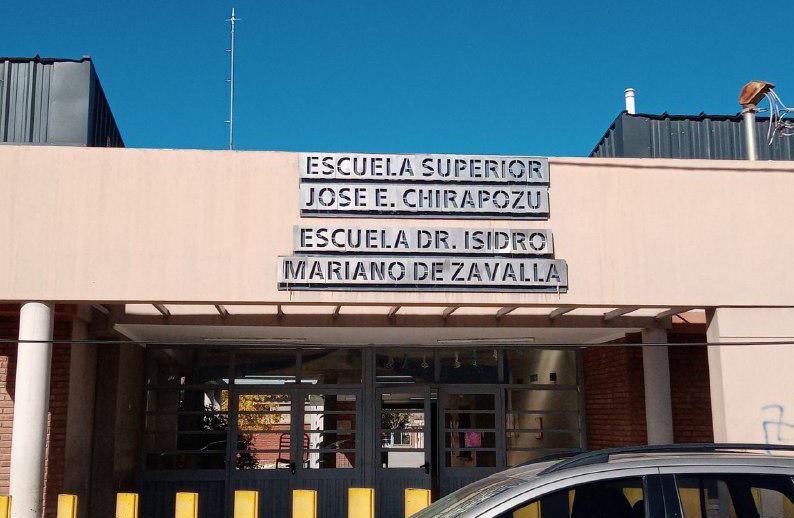 ESCUELA SUPERIOR
JOSE E. CHIRAPOZU
ESCUELA DR. ISIDRO
MARIANO DE ZAVALLA